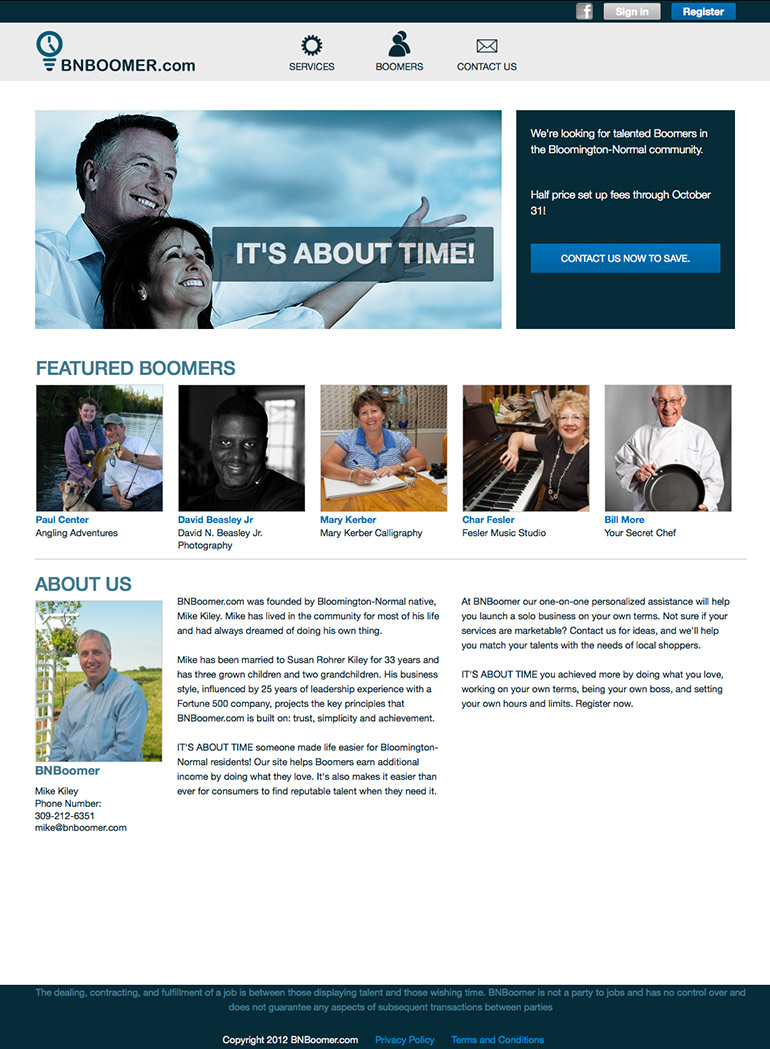 f
Sign in
Register
BNBOOMER.com
SERVICES
BOOMERS
CONTACT US
IT'S ABOUT TIME!
We're looking for talented Boomers in
the Bloomington-Normal community.
Half price set up fees through October
31!
CONTACT US NOW TO SAVE.
FEATURED BOOMERS
Paul Center
Angling Adventures
David Beasley Jr
David N. Beasley Jr.
Photography
Mary Kerber
Mary Kerber Calligraphy
Char Fesler
Fesler Music Studio
Bill More
Your Secret Chef
ABOUT US
BNBoomer
Mike Kiley
Phone Number:
309-212-6351
mike@bnboomer.com
BNBoomer.com was founded by Bloomington-Normal native,
Mike Kiley. Mike has lived in the community for most of his life
and had always dreamed of doing his own thing.
Mike has been married to Susan Rohrer Kiley for 33 years and
has three grown children and two grandchildren. His business
style, influenced by 25 years of leadership experience with a
Fortune 500 company, projects the key principles that
BNBoomer.com is built on: trust, simplicity and achievement.
IT'S ABOUT TIME someone made life easier for Bloomington-
Normal residents! Our site helps Boomers earn additional
income by doing what they love. It's also makes it easier than
ever for consumers to find reputable talent when they need it.
At BNBoomer our one-on-one personalized assistance will help
you launch a solo business on your own terms. Not sure if your
services are marketable? Contact us for ideas, and we'll help
you match your talents with the needs of local shoppers.
IT'S ABOUT TIME you achieved more by doing what you love,
working on your own terms, being your own boss, and setting
your own hours and limits. Register now.
The dealing, contracting, and fulfillment of a job is between those displaying talent and those wishing time. BNBoomer is not a party to jobs and has no control over and
does not guarantee any aspects of subsequent transactions between parties
Copyright 2012 BNBoomer.com
Privacy Policy
Terms and Conditions